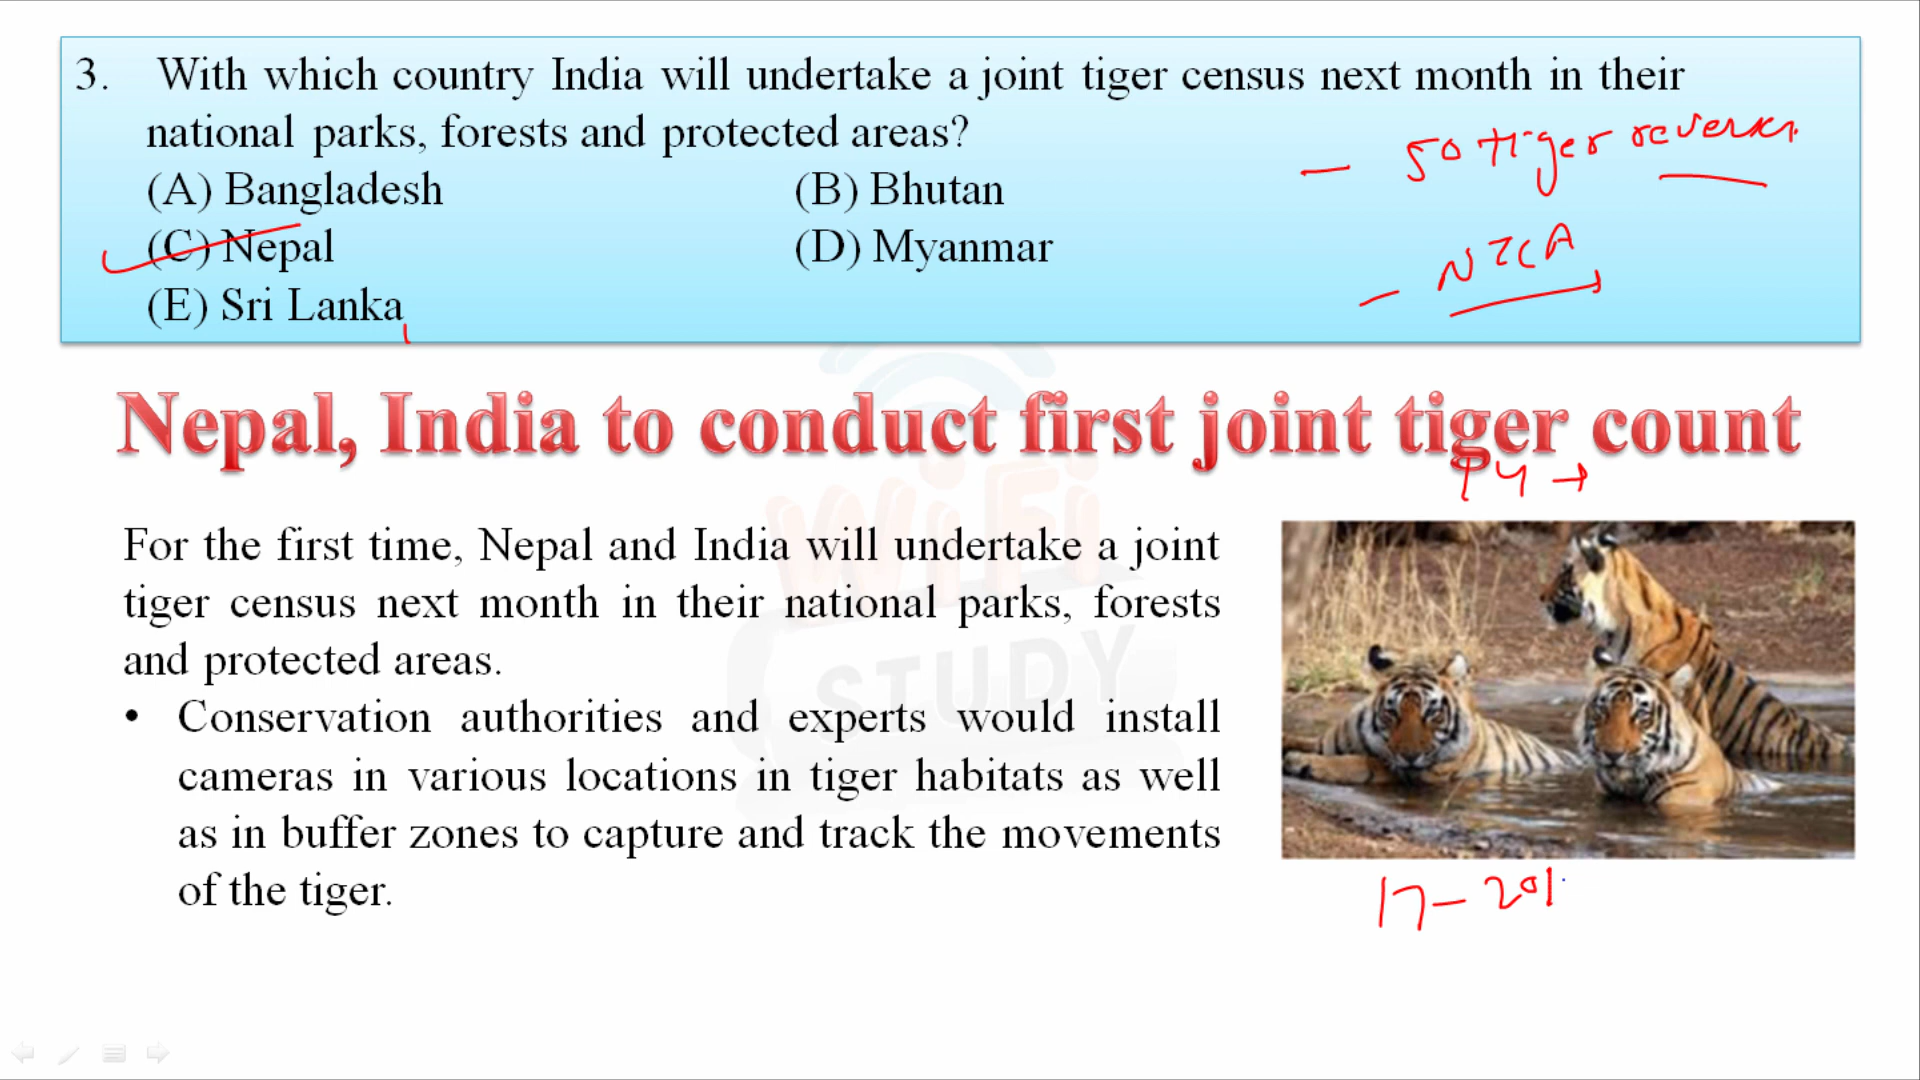 3. With which country India will undertake a joint tiger census next month in their
national parks, forests and protected areas?
(A) Bangladesh (B) Bhutan
(C) Nepal (D) Myanmar
(E) Sri Lanka
– 50 tiger
– NTCA
Nepal, India to conduct first joint tiger count
For the first time, Nepal and India will undertake a joint
tiger census next month in their national parks, forests
and protected areas.
• Conservation authorities and experts would install
cameras in various locations in tiger habitats as well
as in buffer zones to capture and track the movements
of the tiger.
WiFi
STUDY
17 – 201